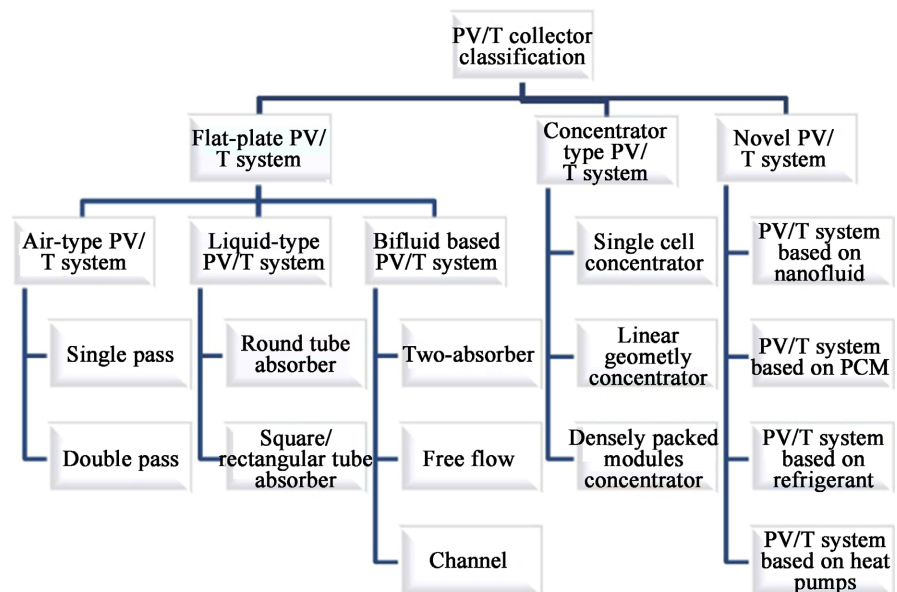 PV/T collector
classification
Flat-plate PV/
T system
Concentrator
type PV/
T system
Novel PV/
T system
Air-type PV/
T system
Liquid-type
PV/T system
Bifluid based
PV/T system
Single cell
concentrator
PV/T system
based on
nanofluid
Single pass
Round tube
absorber
Two-absorber
Linear
geometly
concentrator
PV/T system
based on PCM
Double pass
Square/
rectangular tube
absorber
Free flow
Densely packed
modules
concentrator
PV/T system
based on
refrigerant
Channel
PV/T system
based on heat
pumps